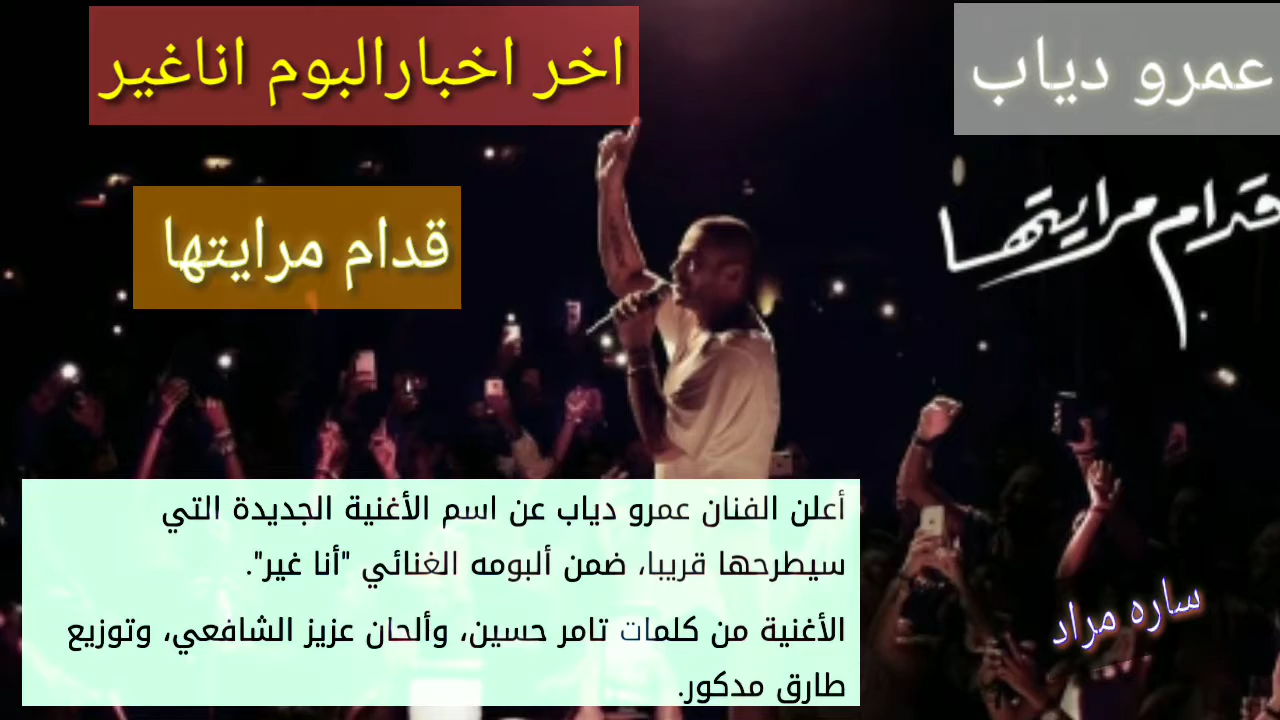 عمرو دياب
اخر اخبارالبوم اناغير
قدام مرايتها
قدام مرايتها
أعلن الفنان عمرو دياب عن اسم الأغنية الجديدة التي
سيطرحها قريبا، ضمن ألبومه الغنائي "أنا غير".
الأغنية من كلمات تامر حسين، وألحان عزيز الشافعي، وتوزيع
طارق مدكور.
ساره مراد